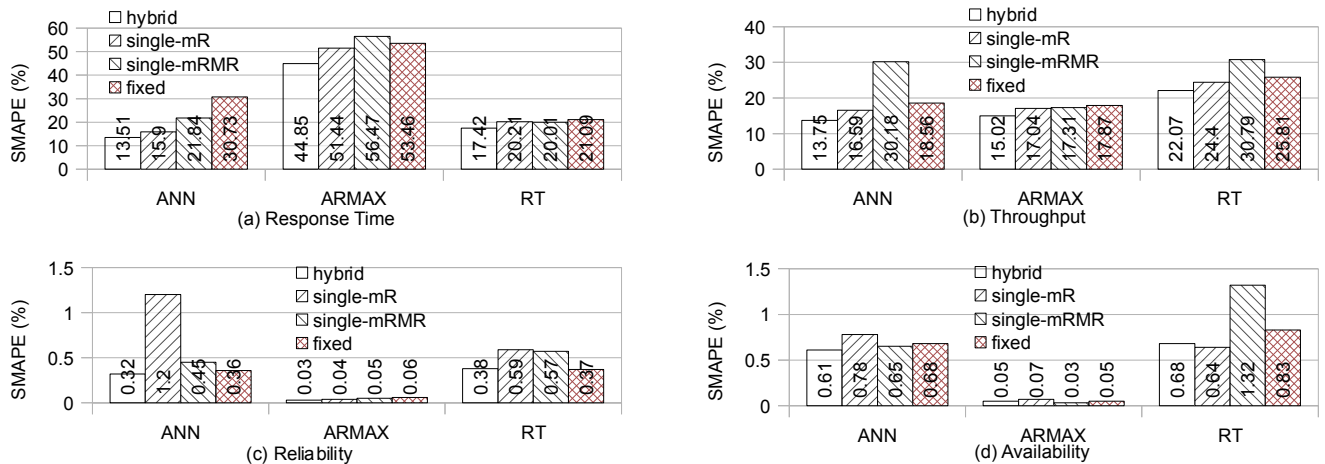 hybrid
single-mR
single-mRMR
fixed
SMAPE (%)
60
50
40
30
20
10
0
13.51
15.9
21.84
30.73
44.85
51.44
56.47
53.46
17.42
20.21
20.01
21.09
ANN
ARMAX
RT
(a) Response Time
hybrid
single-mR
single-mRMR
fixed
SMAPE (%)
40
30
20
10
0
13.75
16.59
30.18
18.56
15.02
17.04
17.31
17.87
22.07
24.4
30.79
25.81
ANN
ARMAX
RT
(b) Throughput
hybrid
single-mR
single-mRMR
fixed
SMAPE (%)
1.5
1
0.5
0
0.32
1.2
0.45
0.36
0.03
0.04
0.05
0.06
0.38
0.59
0.57
0.37
ANN
ARMAX
RT
(c) Reliability
hybrid
single-mR
single-mRMR
fixed
SMAPE (%)
1.5
1
0.5
0
0.61
0.78
0.65
0.68
0.05
0.07
0.03
0.05
0.68
0.64
1.32
0.83
ANN
ARMAX
RT
(d) Availability